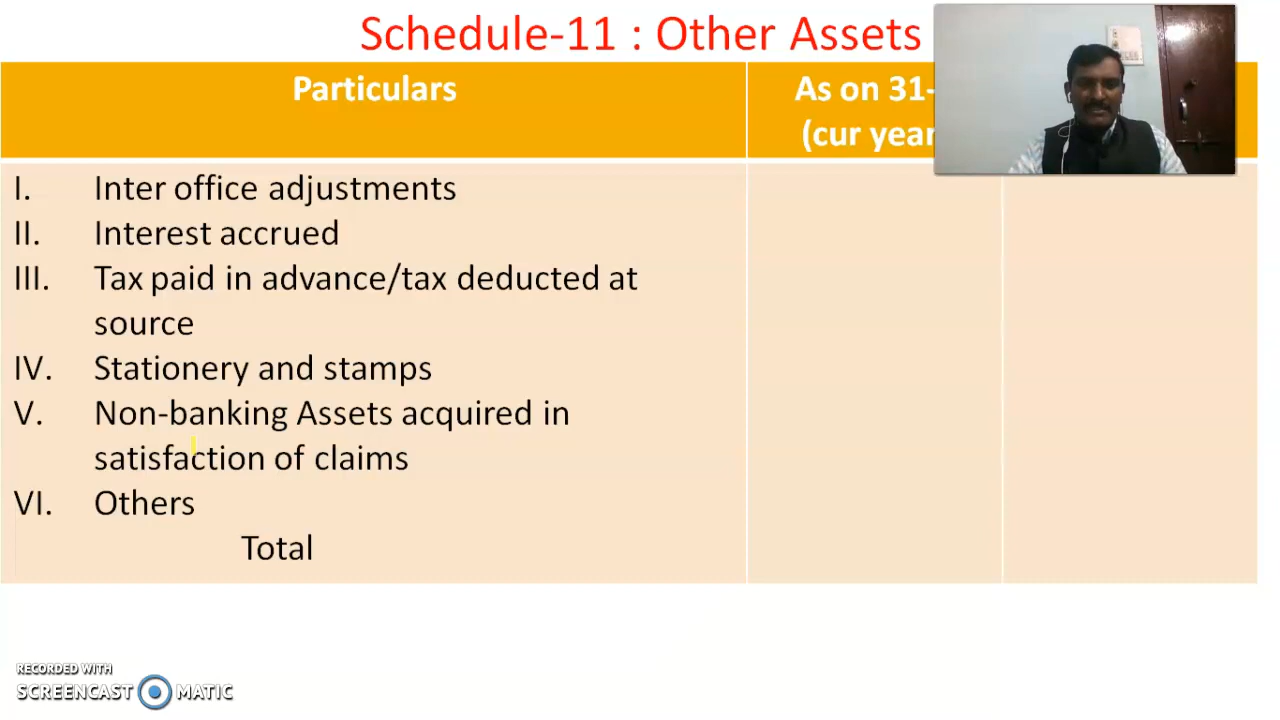 Schedule-11 : Other Assets
Particulars
As on 31-
(cur year
I. Inter office adjustments
II. Interest accrued
III. Tax paid in advance/tax deducted at
source
IV. Stationery and stamps
V. Non-banking Assets acquired in
satisfaction of claims
VI. Others
Total
RECORDED WITH
SCREENCAST MATIC